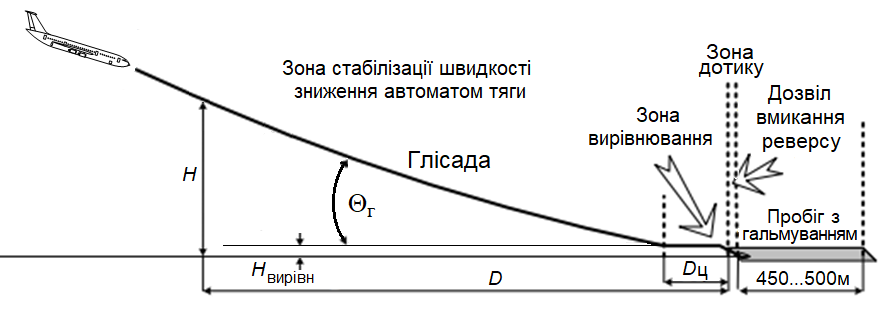 Зона стабілізації швидкості
зниження автоматом тяги
Зона
дотику
Дозвіл
вмикання
реверсу
Зона
вирівнювання
Глісада
H
Θг
Пробіг з
гальмуванням
Hвирівн
D
Dц
450...500м